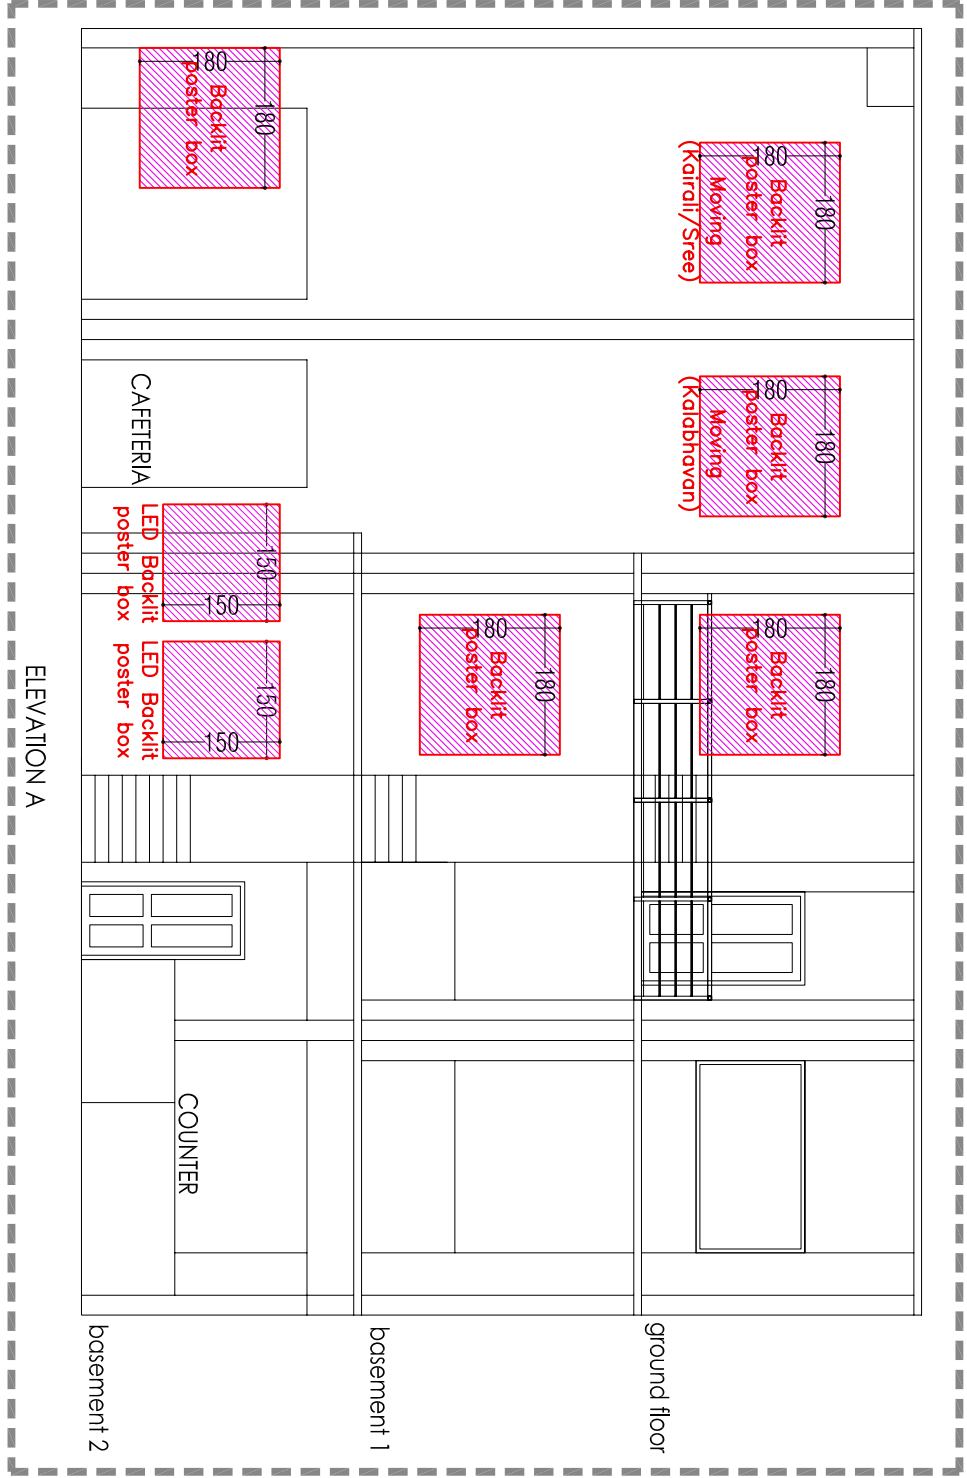 180
180
Backlit
poster box
Moving
(Kairali/Sree)
180
180
Backlit
poster box
Moving
(Kalabhavan)
180
180
Backlit
poster box
ground floor
180
180
Backlit
poster box
basement 1
180
180
Backlit
poster box
CAFETERIA
150
150
LED Backlit
poster box
150
150
LED Backlit
poster box
COUNTER
basement 2
ELEVATION A